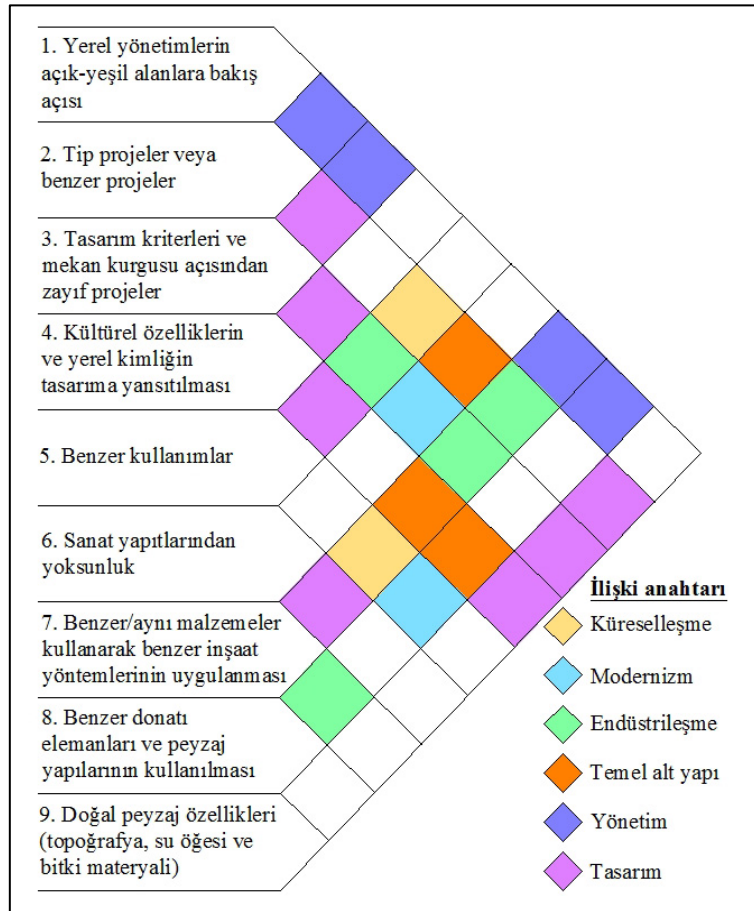 1. Yerel yönetimlerin
açık-yeşil alanlara bakış
açısı
2. Tip projeler veya
benzer projeler
3. Tasarım kriterleri ve
mekan kurgusu açısından
zayıf projeler
4. Kültürel özelliklerin
ve yerel kimliğin
tasarıma yansıtılması
5. Benzer kullanımlar
6. Sanat yapıtlarından
yoksunluk
7. Benzer/aynı malzemeler
kullanarak benzer inşaat
yöntemlerinin uygulanması
8. Benzer donatı
elemanları ve peyzaj
yapılarının kullanılması
9. Doğal peyzaj özellikleri
(topoğrafya, su öğesi ve
bitki materyali)
İlişki anahtarı
Küreselleşme
Modernizm
Endüstrileşme
Temel alt yapı
Yönetim
Tasarım